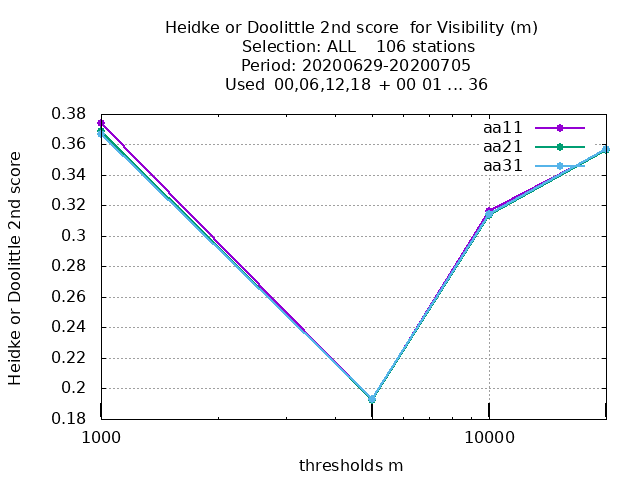 Heidke or Doolittle 2nd score  for Visibility (m)
Selection: ALL    106 stations
Period: 20200629-20200705
Used  00,06,12,18 + 00 01 ... 36
aa11
aa21
aa31
Heidke or Doolittle 2nd score
0.38
0.36
0.34
0.32
0.3
0.28
0.26
0.24
0.22
0.2
0.18
1000
10000
thresholds m